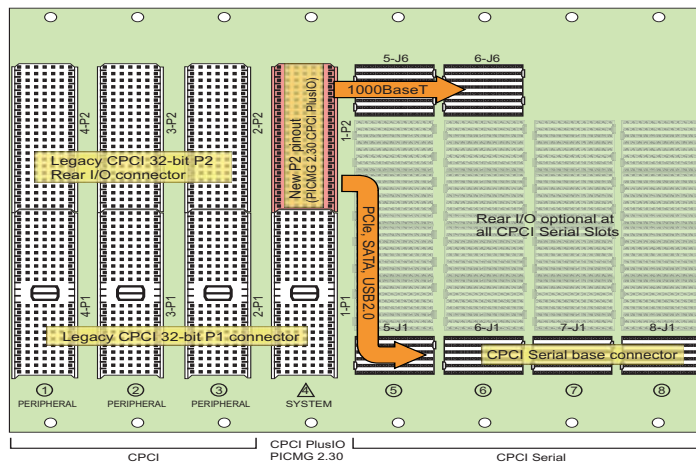 5-J6
6-J6
1000BaseT
4-P2
3-P2
2-P2
1-P2
New P2 pinout
(PICMG 2.30 CPCI PlusIO)
Legacy CPCI 32-bit P2
Rear I/O connector
PCIe, SATA, USB2.0
Rear I/O optional at
all CPCI Serial Slots
4-P1
3-P1
2-P1
1-P1
Legacy CPCI 32-bit P1 connector
5-J1
6-J1
7-J1
8-J1
CPCI Serial base connector
1
2
3
4
5
6
7
8
PERIPHERAL
PERIPHERAL
PERIPHERAL
SYSTEM
CPCI
CPCI PlusIO
PICMG 2.30
CPCI Serial